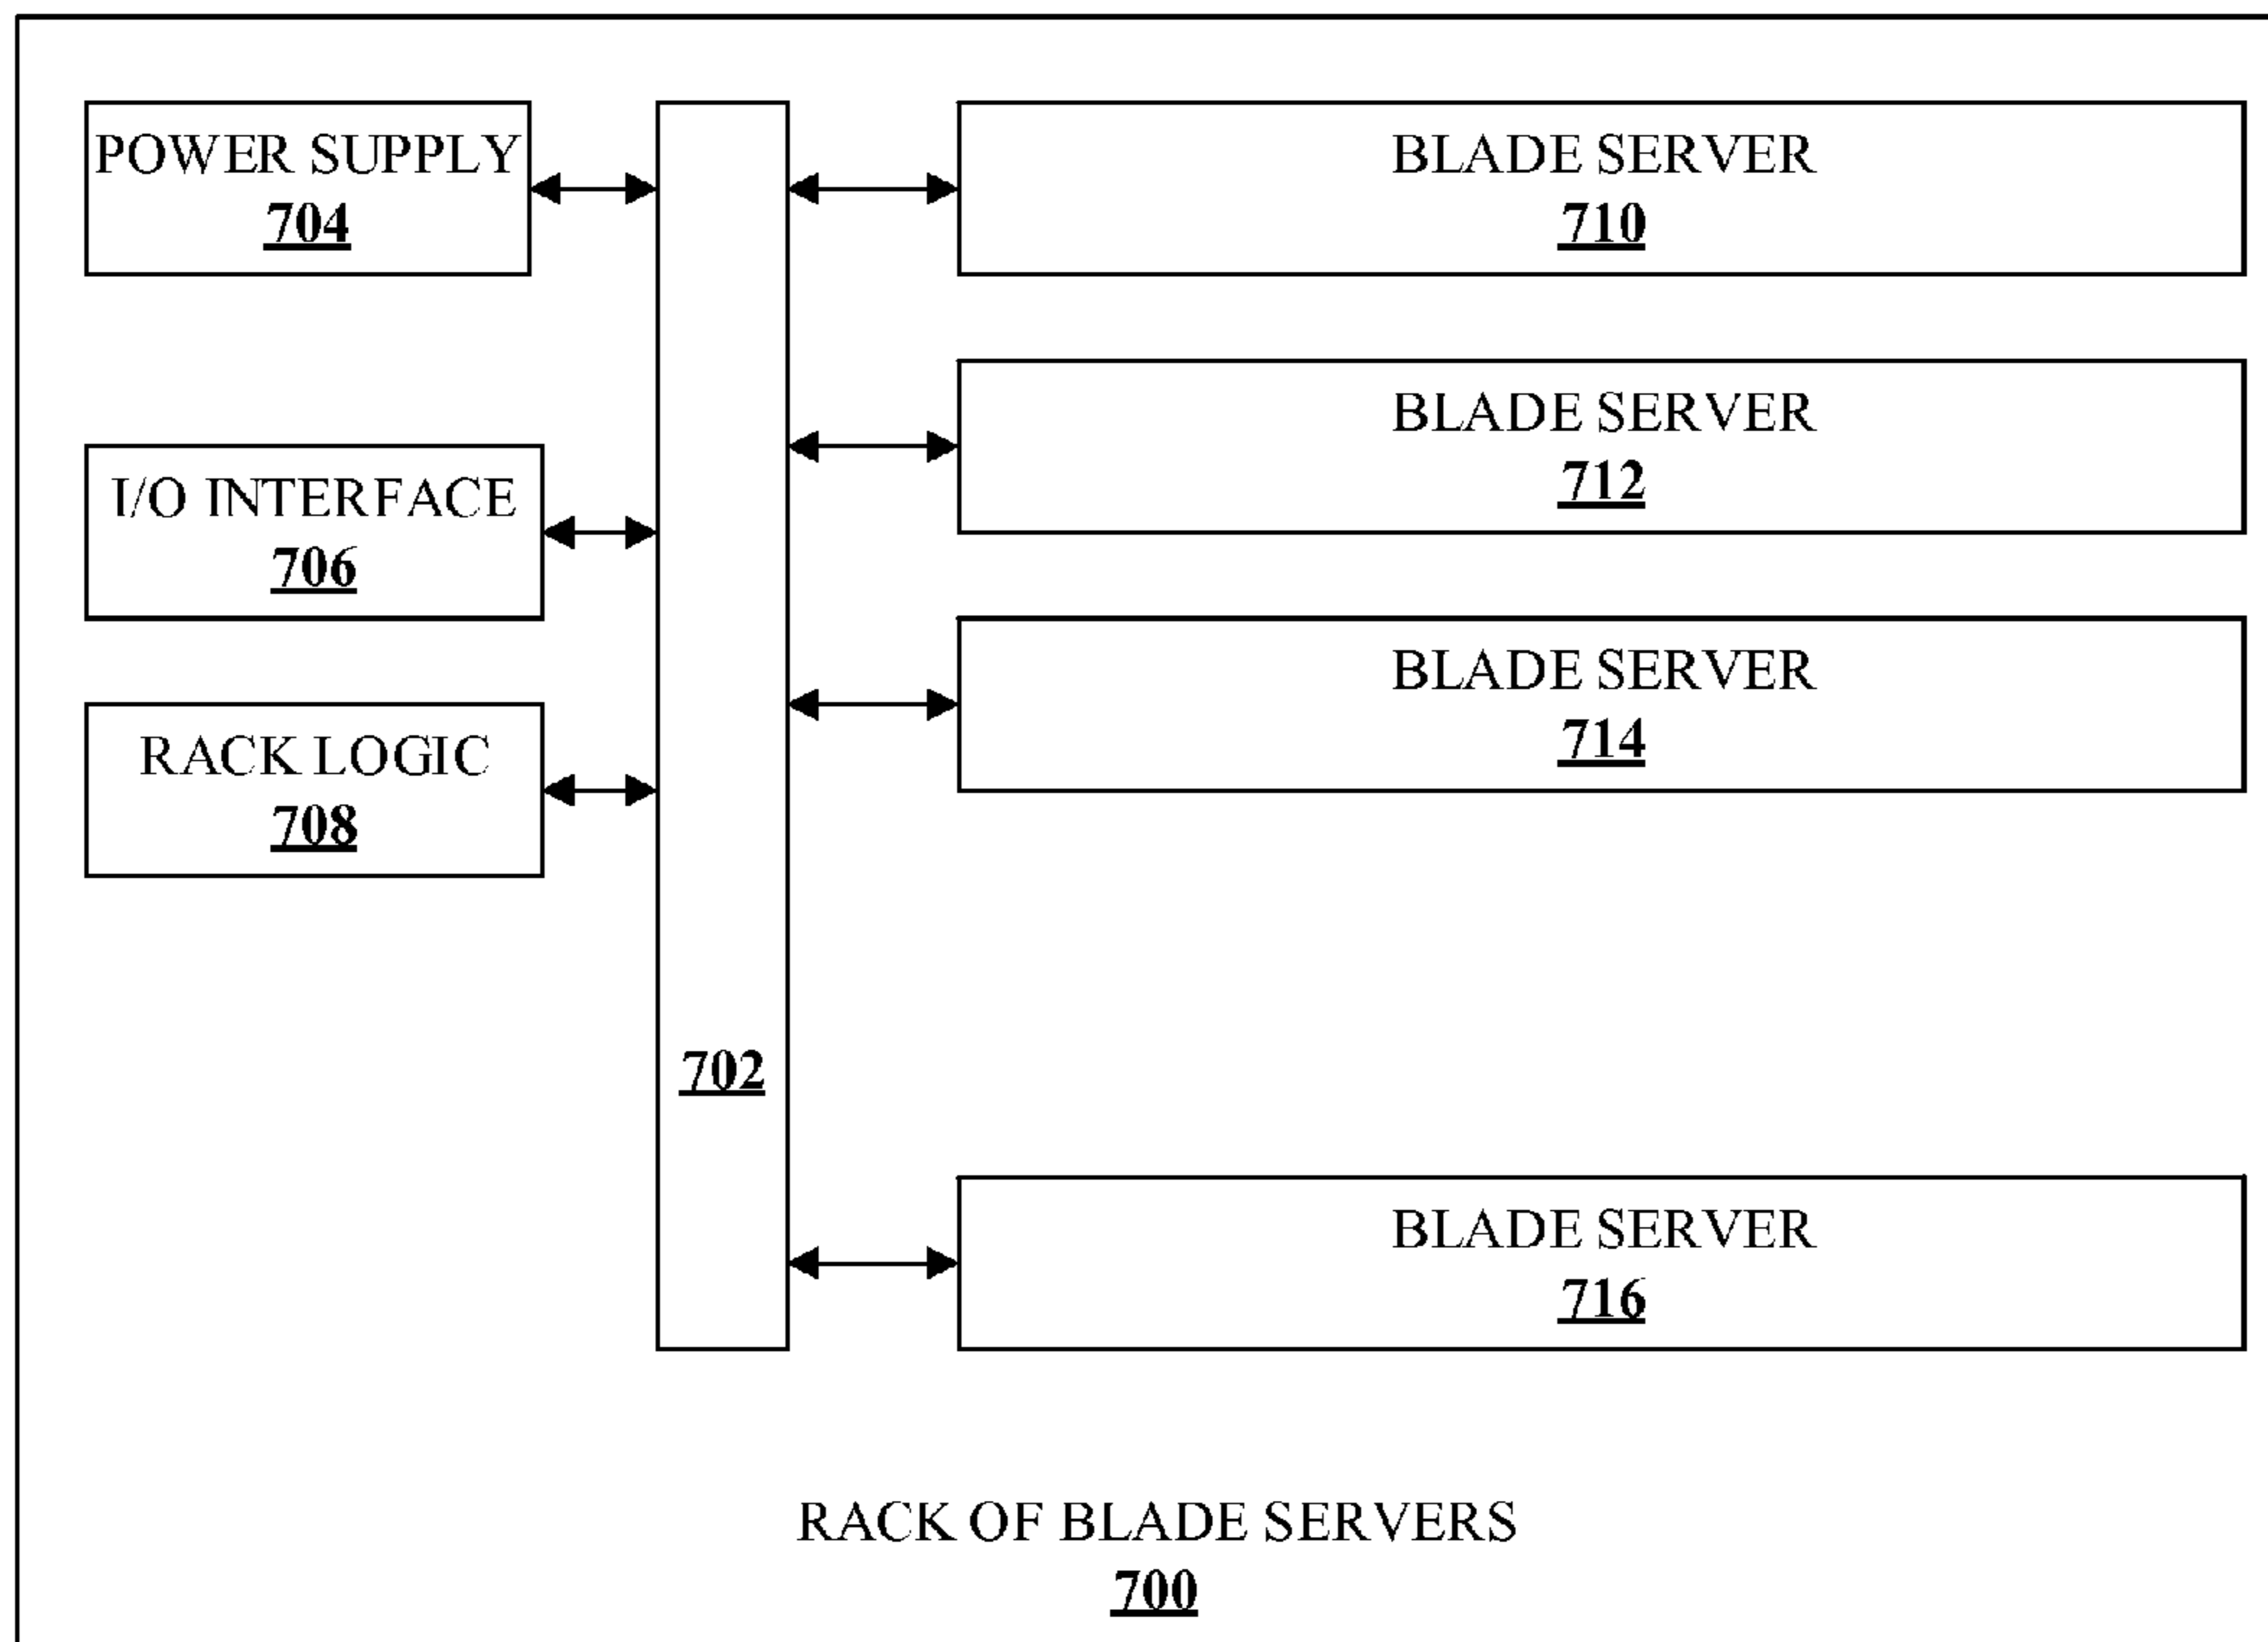 POWER SUPPLY
704
I/O INTERFACE
706
RACK LOGIC
708
702
BLADE SERVER
710
BLADE SERVER
712
BLADE SERVER
714
BLADE SERVER
716
RACK OF BLADE SERVERS
700